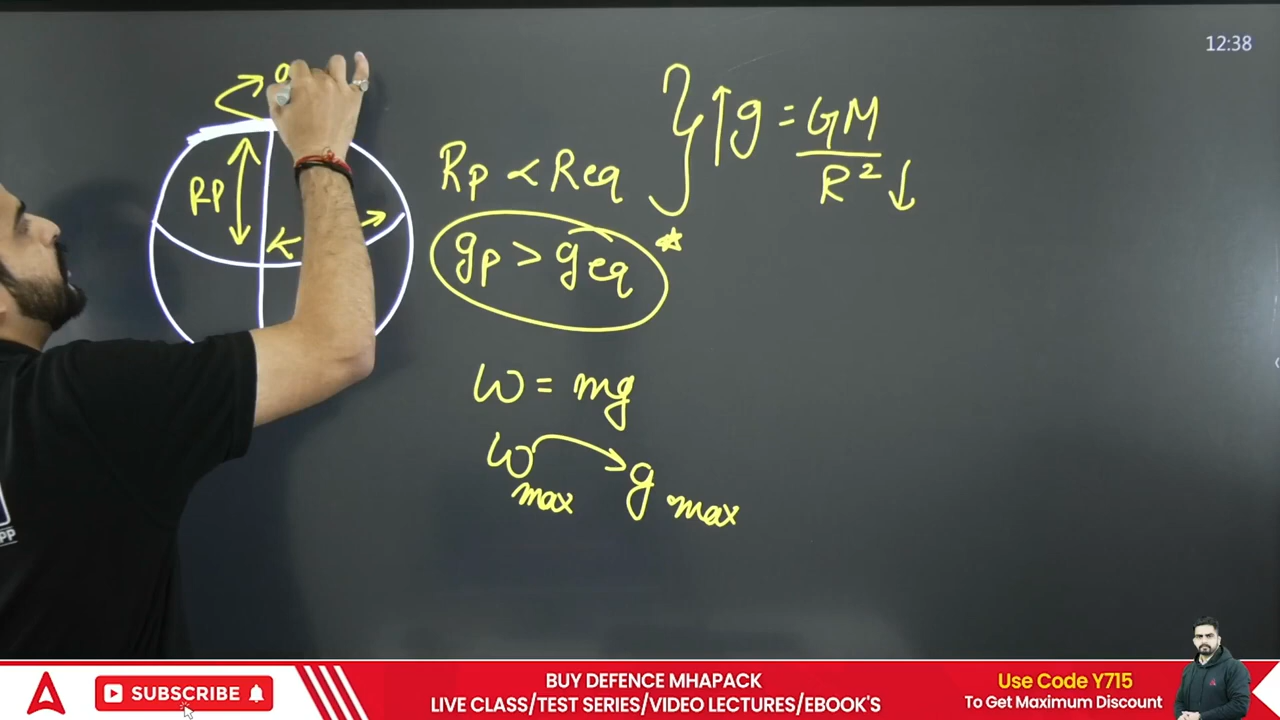 12:38
g = GM
R²
Rp < Req
RP
gp > geq
W = mg
W max g max
PP
SUBSCRIBE
BUY DEFENCE MHAPACK
LIVE CLASS/TEST SERIES/VIDEO LECTURES/EBOOK'S
Use Code Y715
To Get Maximum Discount